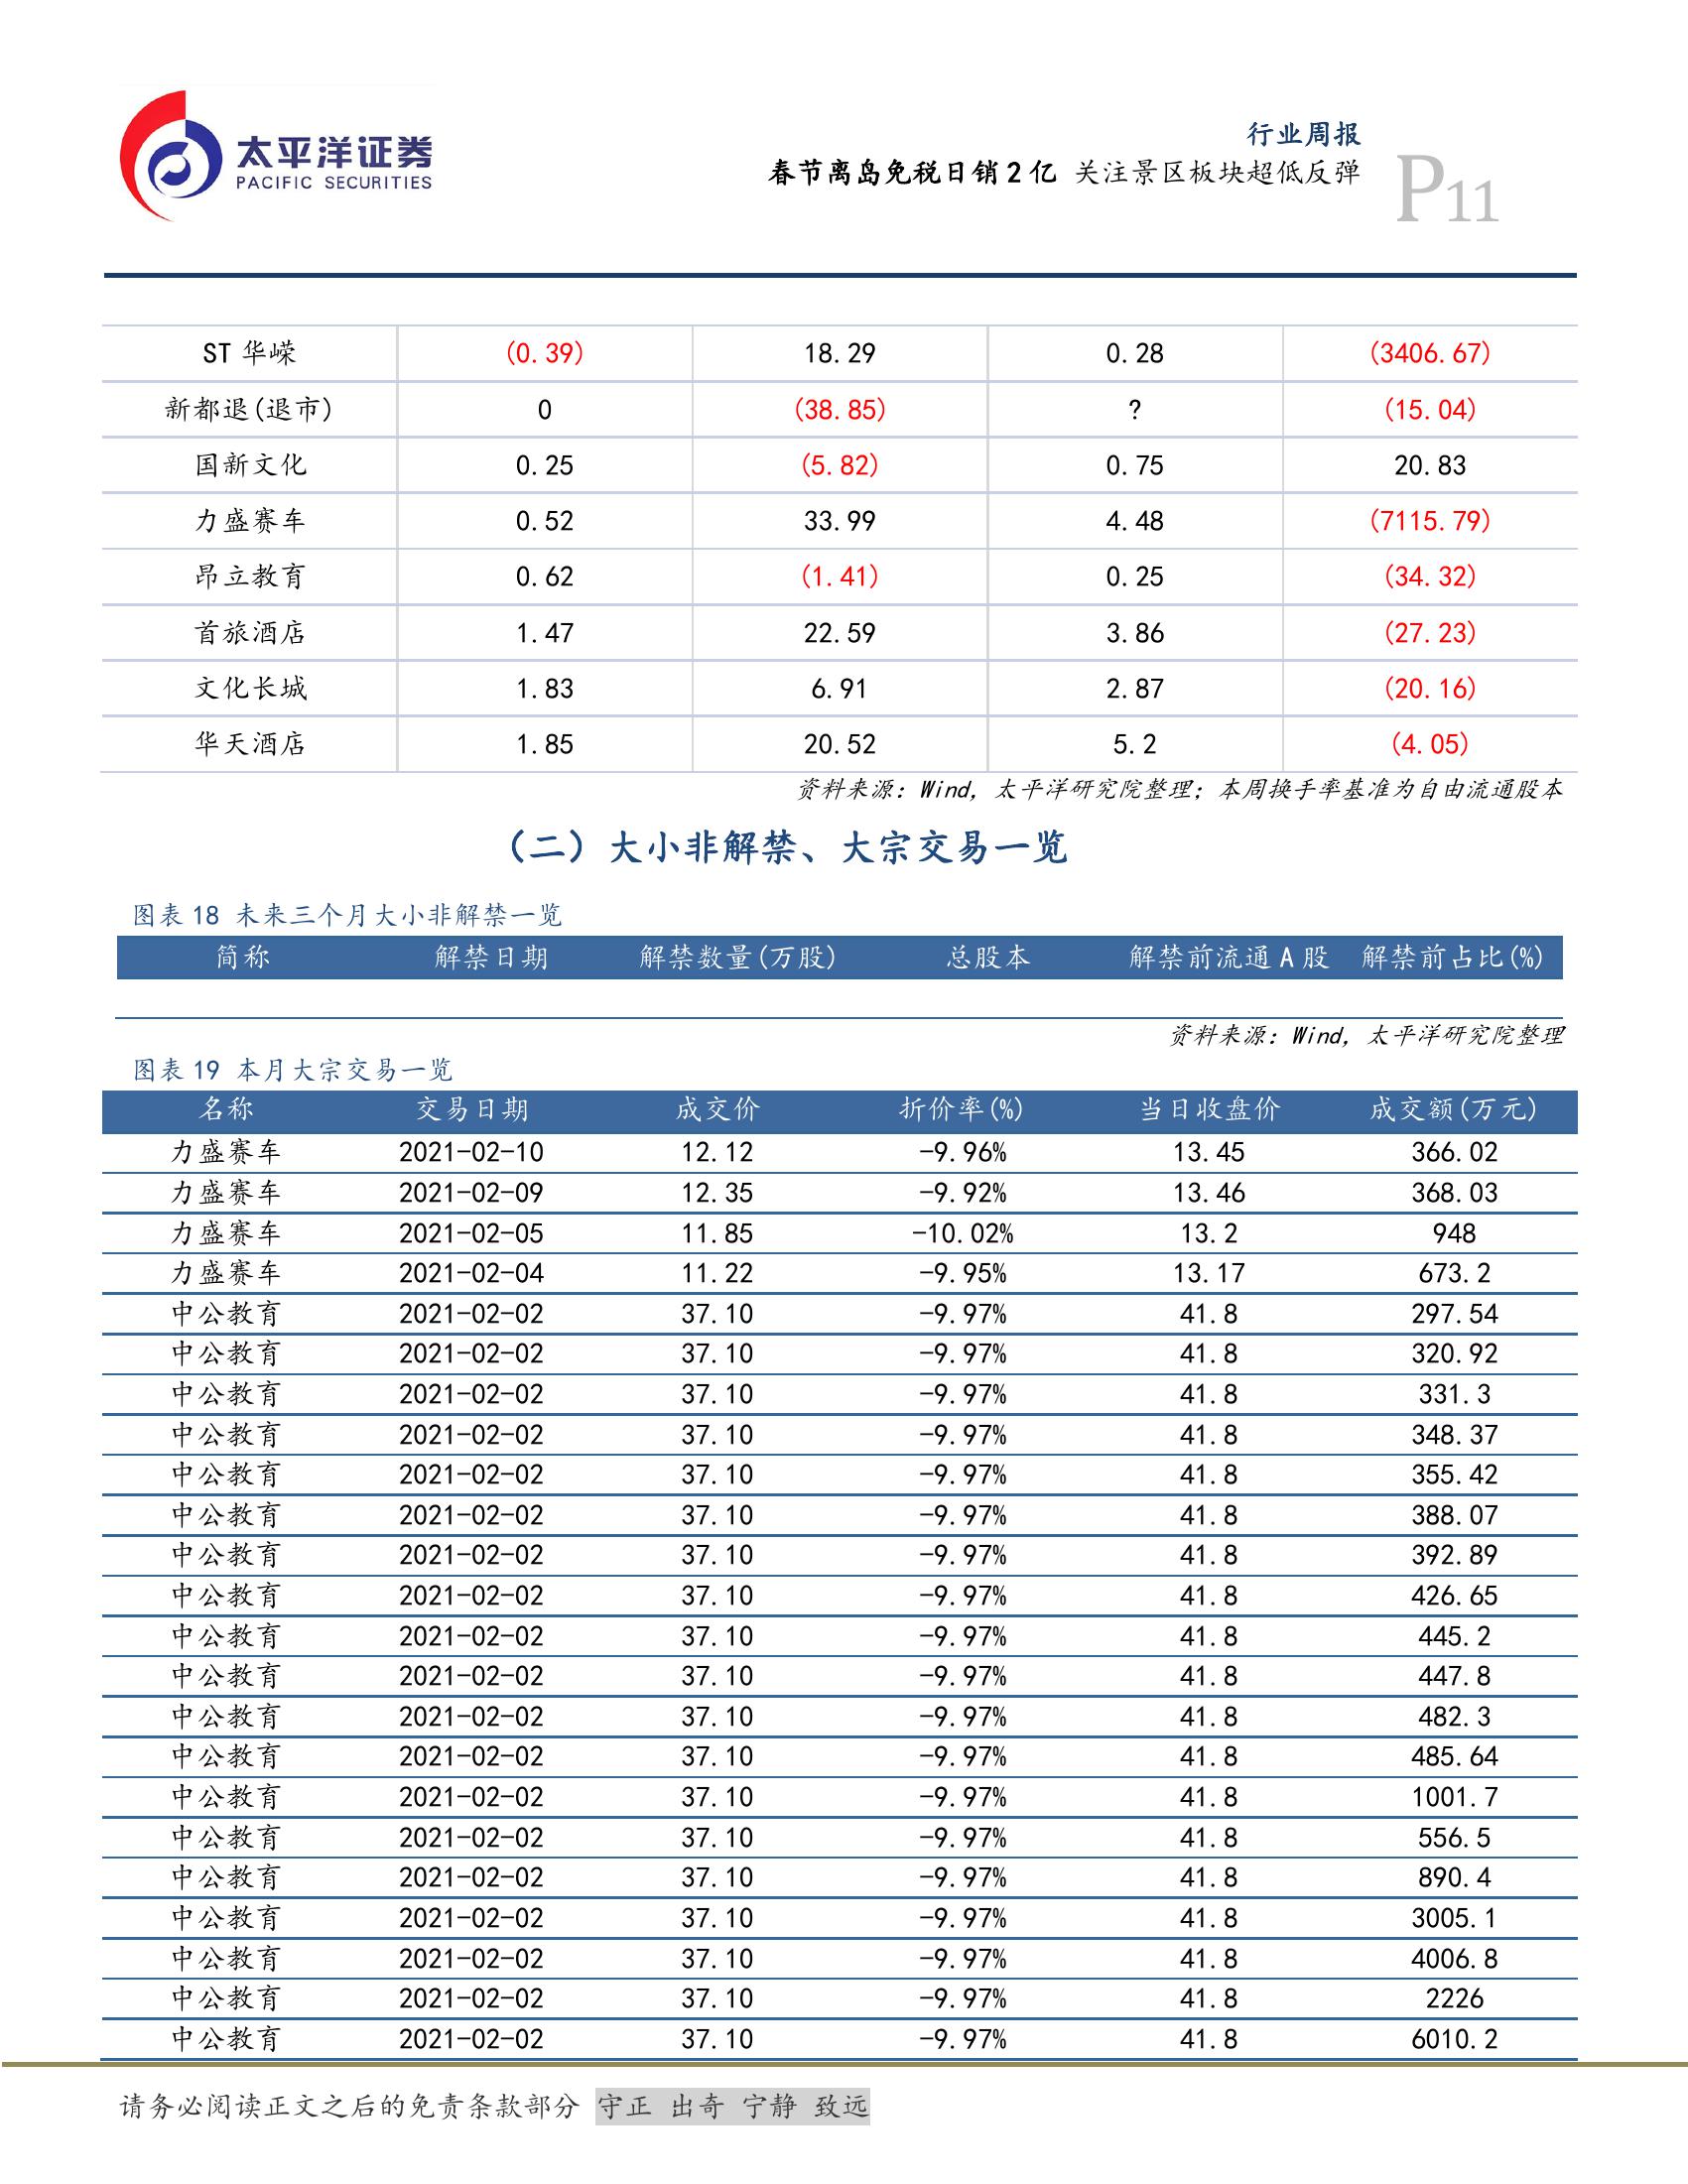 太平洋证券
PACIFIC SECURITIES
行业周报
春节离岛免税日销2亿 关注景区板块超低反弹
P11
ST 华嵘 (0.39) 18.29 0.28 (3406.67)
新都退(退市) 0 (38.85) ? (15.04)
国新文化 0.25 (5.82) 0.75 20.83
力盛赛车 0.52 33.99 4.48 (7115.79)
昂立教育 0.62 (1.41) 0.25 (34.32)
首旅酒店 1.47 22.59 3.86 (27.23)
文化长城 1.83 6.91 2.87 (20.16)
华天酒店 1.85 20.52 5.2 (4.05)
资料来源：Wind，太平洋研究院整理；本周换手率基准为自由流通股本
（二）大小非解禁、大宗交易一览
图表 18 未来三个月大小非解禁一览
简称 解禁日期 解禁数量(万股) 总股本 解禁前流通 A 股 解禁前占比(%)
资料来源：Wind，太平洋研究院整理
图表 19 本月大宗交易一览
名称 交易日期 成交价 折价率(%) 当日收盘价 成交额(万元)
力盛赛车 2021-02-10 12.12 -9.96% 13.45 366.02
力盛赛车 2021-02-09 12.35 -9.92% 13.46 368.03
力盛赛车 2021-02-05 11.85 -10.02% 13.2 948
力盛赛车 2021-02-04 11.22 -9.95% 13.17 673.2
中公教育 2021-02-02 37.10 -9.97% 41.8 297.54
中公教育 2021-02-02 37.10 -9.97% 41.8 320.92
中公教育 2021-02-02 37.10 -9.97% 41.8 331.3
中公教育 2021-02-02 37.10 -9.97% 41.8 348.37
中公教育 2021-02-02 37.10 -9.97% 41.8 355.42
中公教育 2021-02-02 37.10 -9.97% 41.8 388.07
中公教育 2021-02-02 37.10 -9.97% 41.8 392.89
中公教育 2021-02-02 37.10 -9.97% 41.8 426.65
中公教育 2021-02-02 37.10 -9.97% 41.8 445.2
中公教育 2021-02-02 37.10 -9.97% 41.8 447.8
中公教育 2021-02-02 37.10 -9.97% 41.8 482.3
中公教育 2021-02-02 37.10 -9.97% 41.8 485.64
中公教育 2021-02-02 37.10 -9.97% 41.8 1001.7
中公教育 2021-02-02 37.10 -9.97% 41.8 556.5
中公教育 2021-02-02 37.10 -9.97% 41.8 890.4
中公教育 2021-02-02 37.10 -9.97% 41.8 3005.1
中公教育 2021-02-02 37.10 -9.97% 41.8 4006.8
中公教育 2021-02-02 37.10 -9.97% 41.8 2226
中公教育 2021-02-02 37.10 -9.97% 41.8 6010.2
请务必阅读正文之后的免责条款部分 守正 出奇 宁静 致远